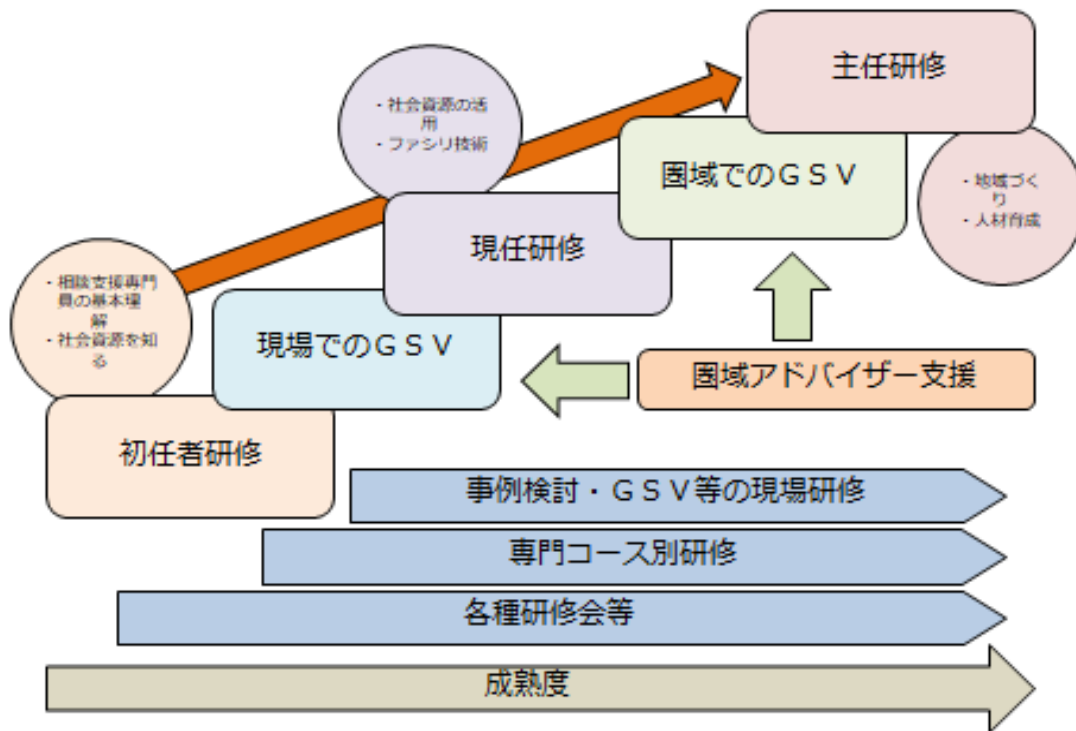 主任研修
・社会資源の活
用
・ファシリ技術
圏域でのＧＳＶ
・地域づく
り
・人材育成
現任研修
・相談支援専門
員の基本理
解
・社会資源を知
る
現場でのＧＳＶ
圏域アドバイザー支援
初任者研修
事例検討・ＧＳＶ等の現場研修
専門コース別研修
各種研修会等
成熟度